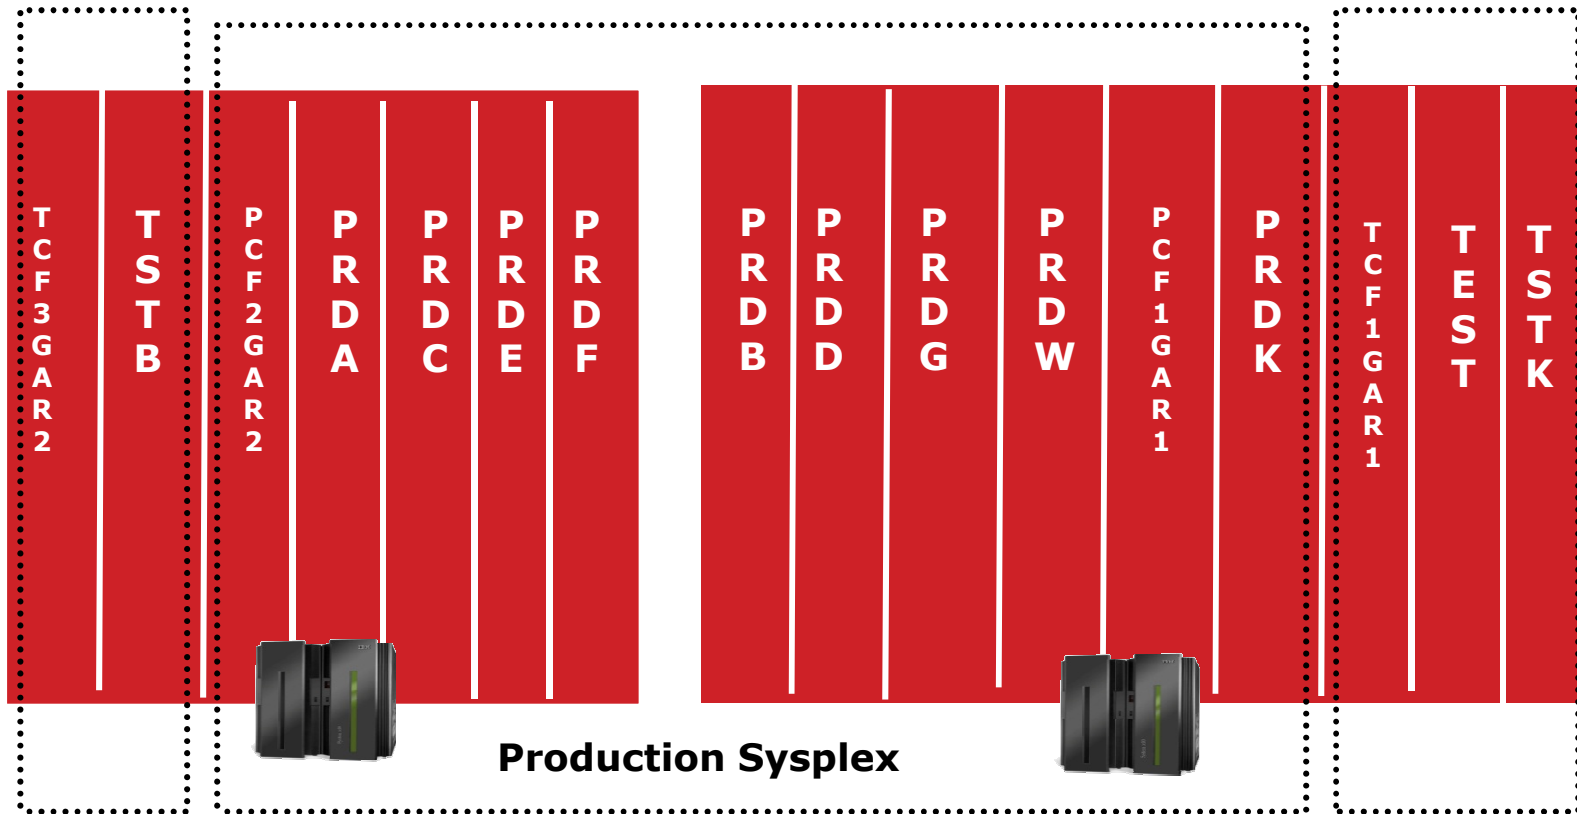 TCF3GAR2
TSTB
PCF2GAR2
PRDA
PRDC
PRDE
PRDF
PRDB
PRDD
PRDG
PRDW
PCF1GAR1
PRDK
TCF1GAR1
TEST
TSTK
Production Sysplex